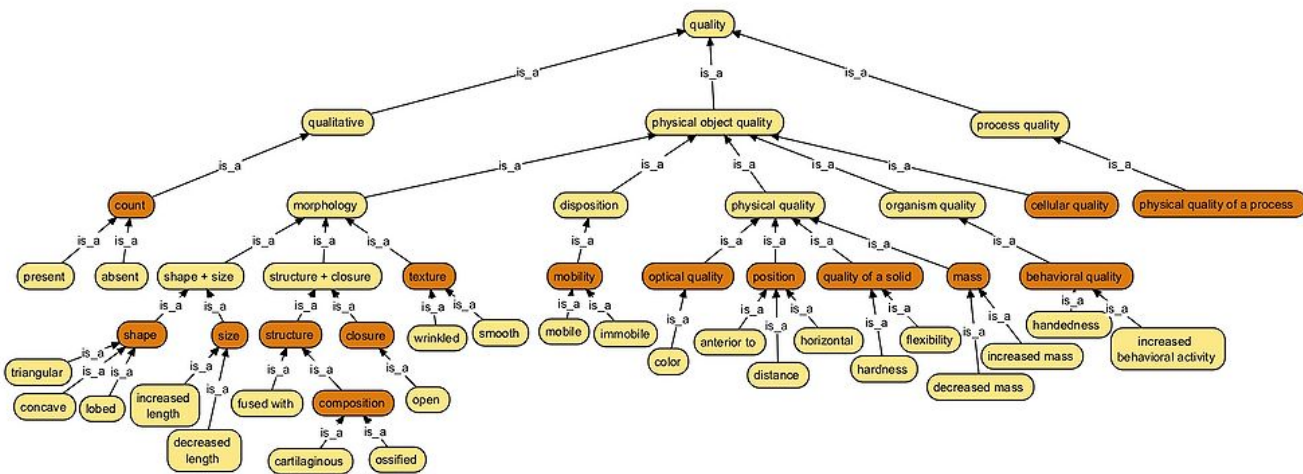 quality
is_a is_a is_a
qualitative physical object quality process quality
is_a is_a is_a is_a is_a is_a is_a
count morphology disposition physical quality organism quality cellular quality physical quality of a process
is_a is_a is_a is_a is_a is_a is_a is_a is_a is_a
present absent shape + size structure + closure texture mobility optical quality position quality of a solid mass behavioral quality
is_a is_a is_a is_a is_a is_a is_a is_a is_a is_a is_a is_a is_a is_a is_a is_a is_a is_a
shape size structure closure wrinkled smooth mobile immobile color anterior to distance horizontal hardness flexibility decreased mass increased mass handedness increased
behavioral activity
is_a is_a is_a is_a is_a is_a is_a is_a
triangular concave lobed increased
length decreased
length fused with composition open
is_a is_a
cartilaginous ossified